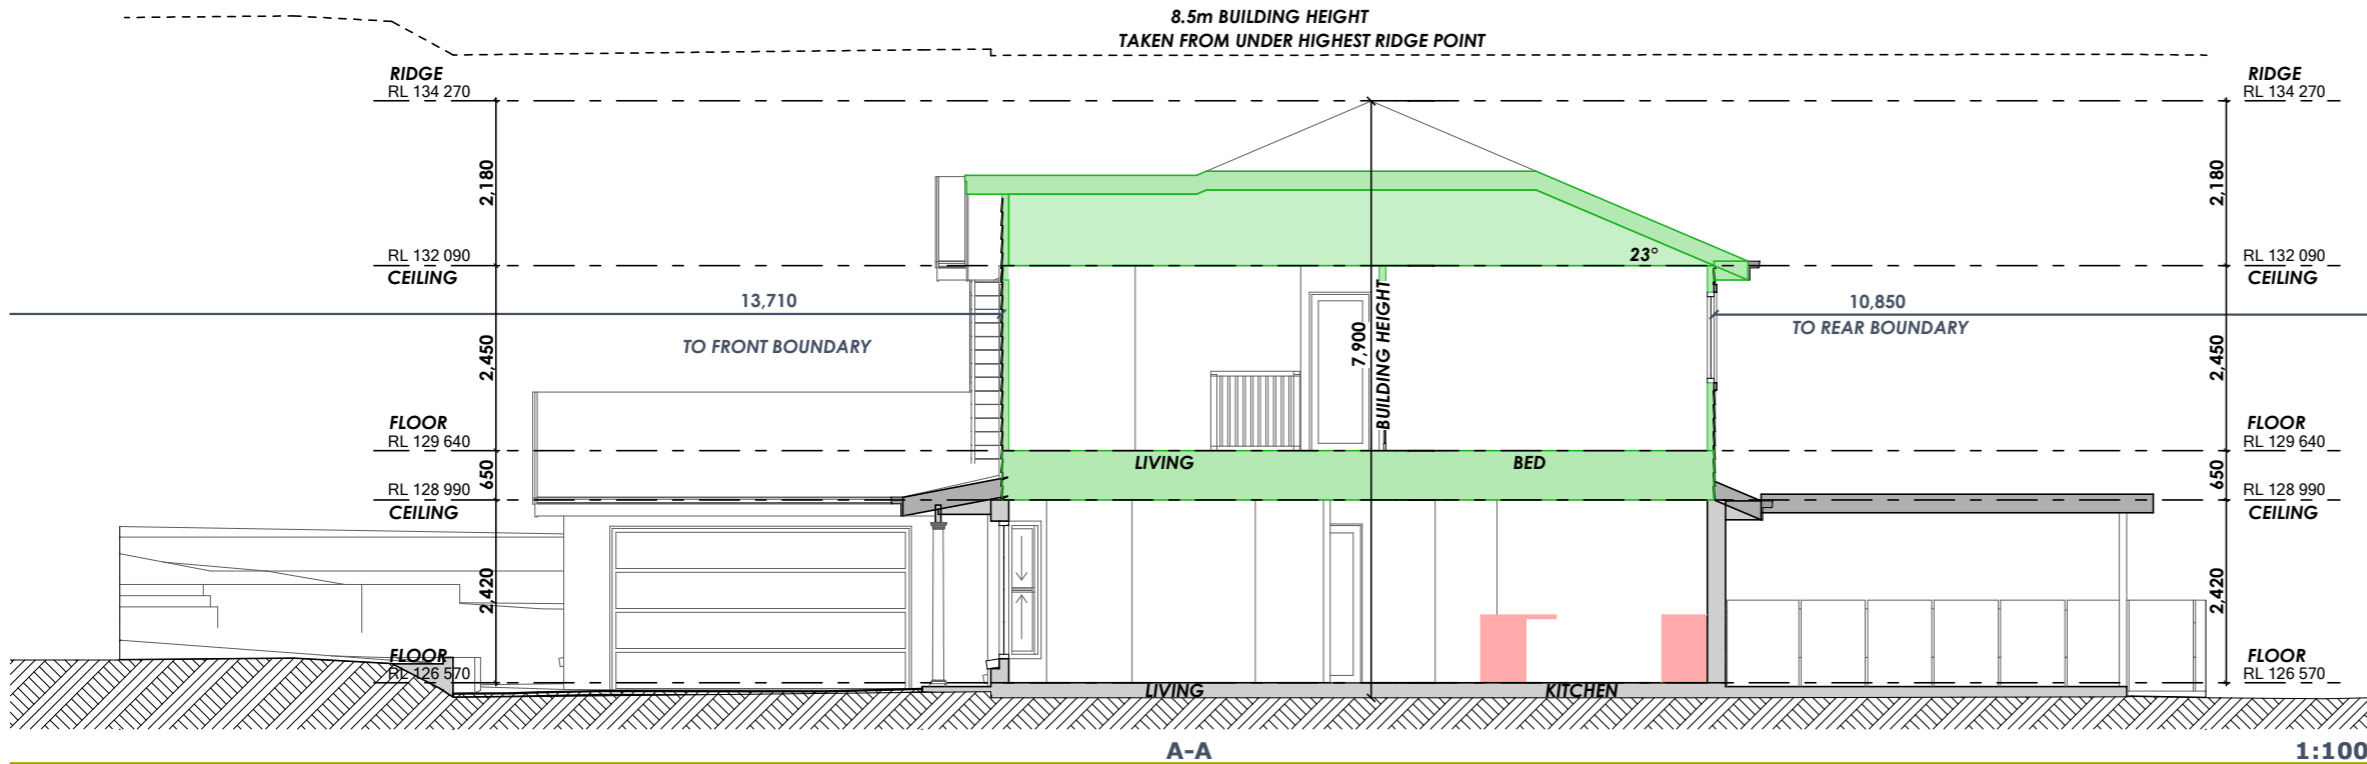 8.5m BUILDING HEIGHT
TAKEN FROM UNDER HIGHEST RIDGE POINT
RIDGE
RL 134 270
RIDGE
RL 134 270
2,180
2,180
RL 132 090
CEILING
23°
RL 132 090
CEILING
13,710
TO FRONT BOUNDARY
10,850
TO REAR BOUNDARY
2,450
7,900
BUILDING HEIGHT
2,450
FLOOR
RL 129 640
FLOOR
RL 129 640
LIVING
BED
650
650
RL 128 990
CEILING
RL 128 990
CEILING
2,420
2,420
FLOOR
RL 126 570
FLOOR
RL 126 570
LIVING
KITCHEN
A-A
1:100